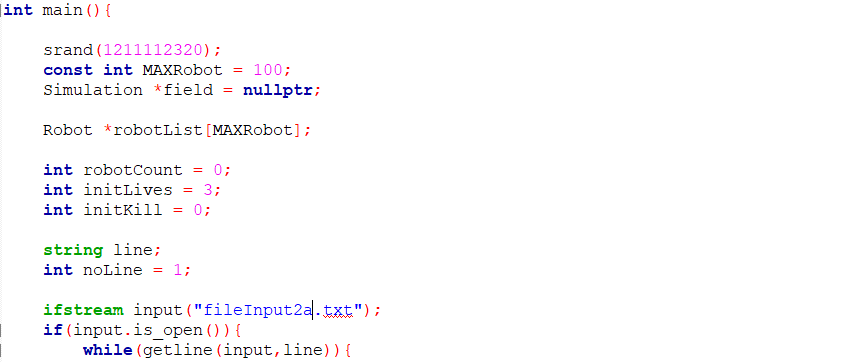 int main(){
srand(1211112320);
const int MAXRobot = 100;
Simulation *field = nullptr;
Robot *robotList[MAXRobot];
int robotCount = 0;
int initLives = 3;
int initKill = 0;
string line;
int noLine = 1;
ifstream input("fileInput2a.txt");
if(input.is_open()){
while(getline(input,line)){